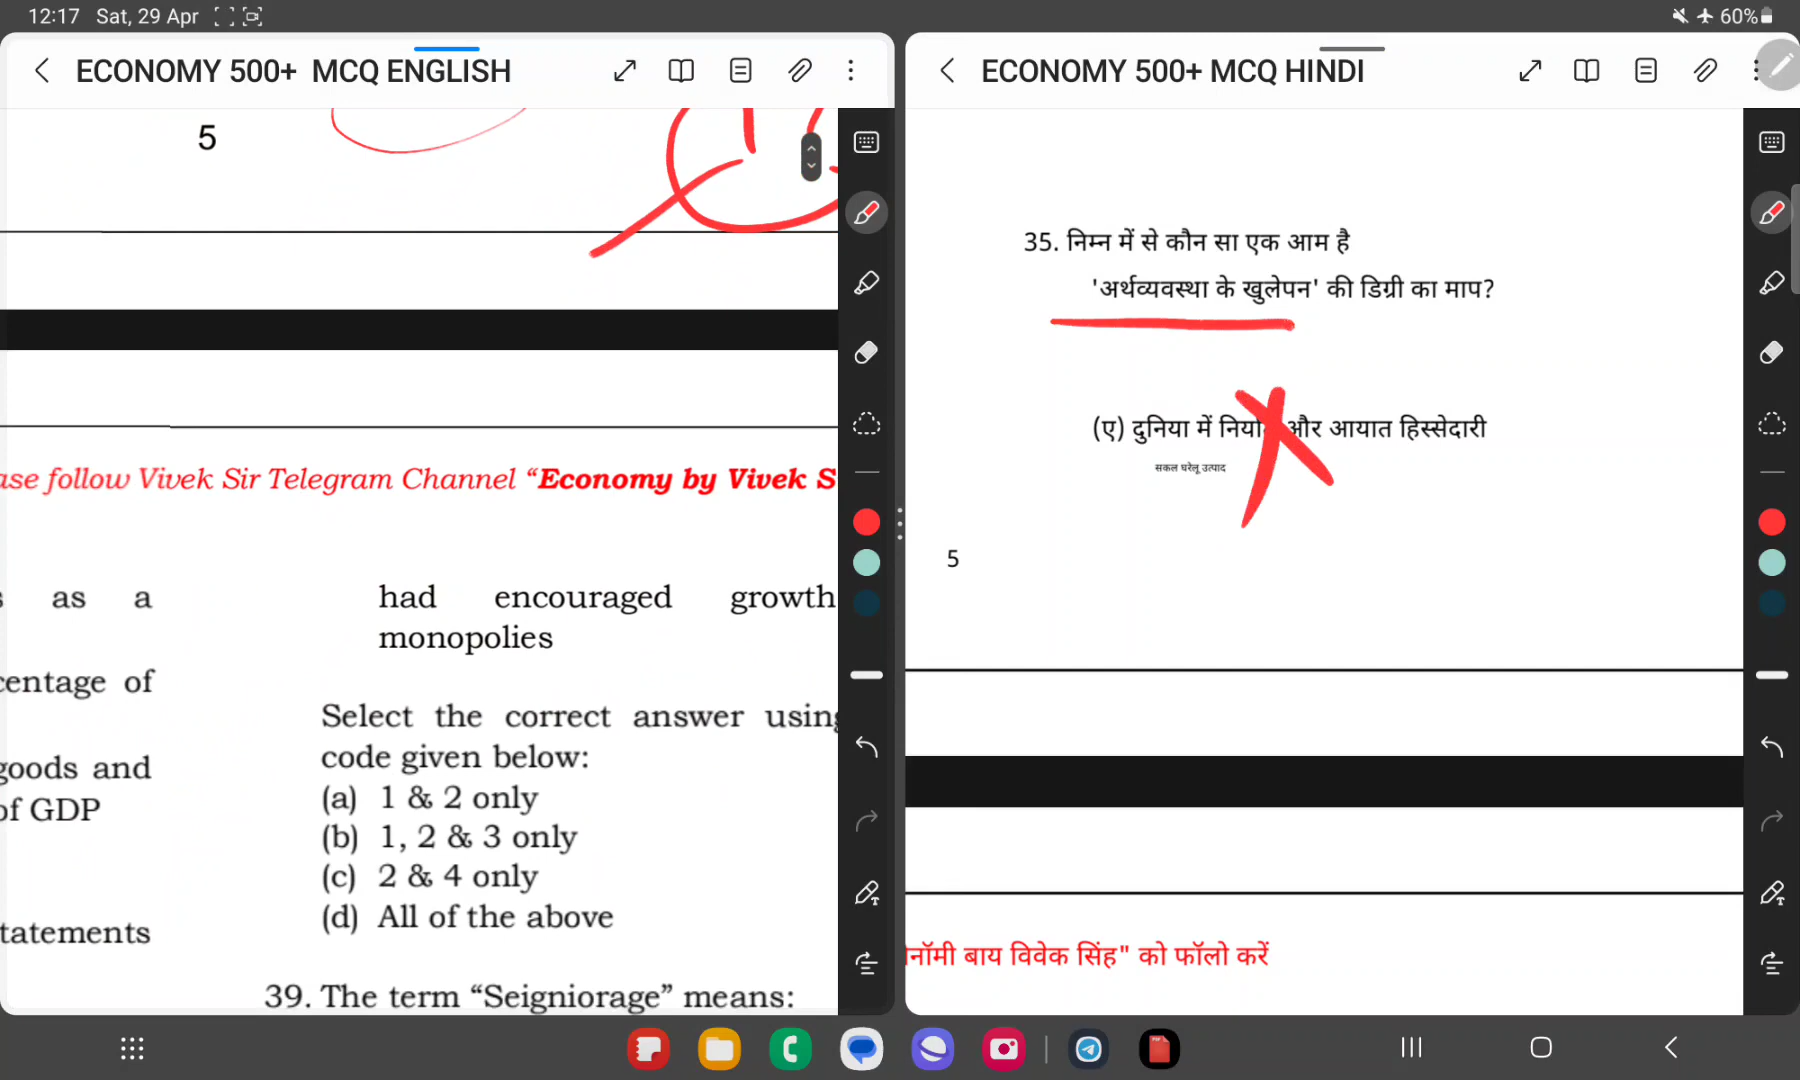 12:17 Sat, 29 Apr
60%
ECONOMY 500+ MCQ ENGLISH
5
ase follow Vivek Sir Telegram Channel “Economy by Vivek S
as a
centage of
goods and
of GDP
tatements
had encouraged growth
monopolies
Select the correct answer using
code given below:
(a) 1 & 2 only
(b) 1, 2 & 3 only
(c) 2 & 4 only
(d) All of the above
39. The term “Seigniorage” means:
ECONOMY 500+ MCQ HINDI
35. निम्न में से कौन सा एक आम है
'अर्थव्यवस्था के खुलेपन' की डिग्री का माप?
(ए) दुनिया में और आयात हिस्सेदारी
सकल घरेलू उत्पाद
5
नॉमी बाय विवेक सिंह" को फॉलो करें